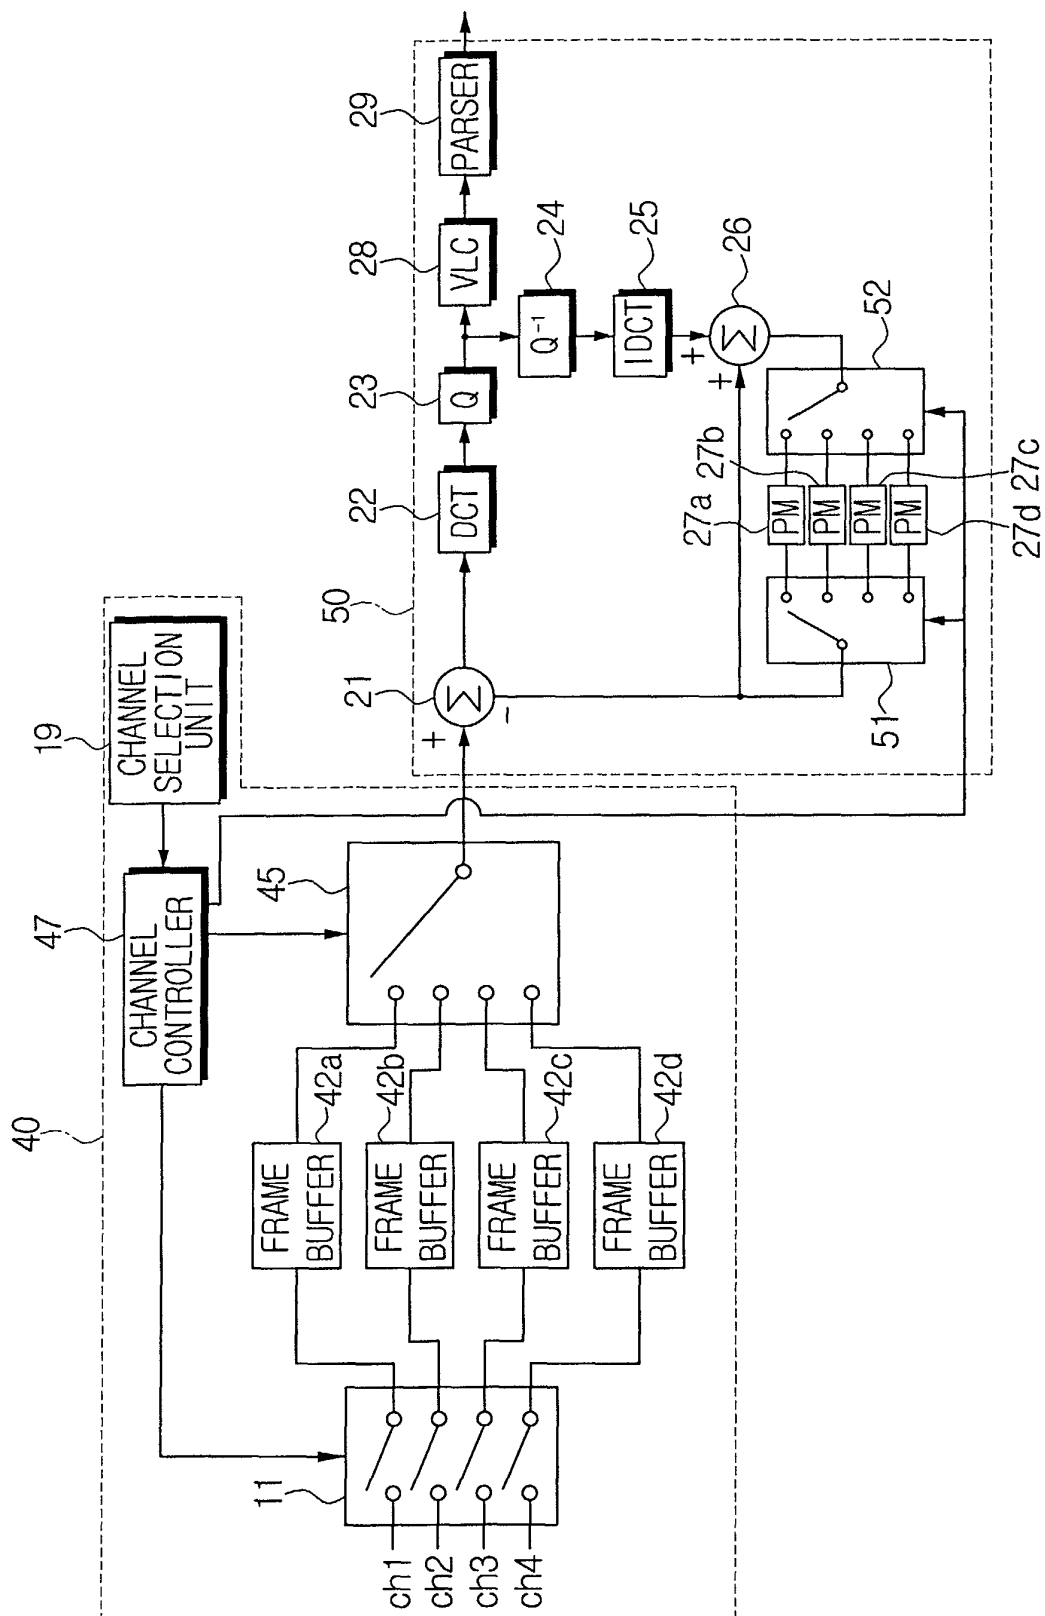 40
47
CHANNEL
CONTROLLER
19
CHANNEL
SELECTION
UNIT
11
ch1
ch2
ch3
ch4
FRAME
BUFFER
42a
FRAME
BUFFER
42b
FRAME
BUFFER
42c
FRAME
BUFFER
42d
45
50
21
Σ
+
-
22
DCT
23
Q
28
VLC
29
PARSER
24
Q⁻¹
25
IDCT
26
Σ
+
+
51
52
27a
PM
27b
PM
27c
PM
27d
PM